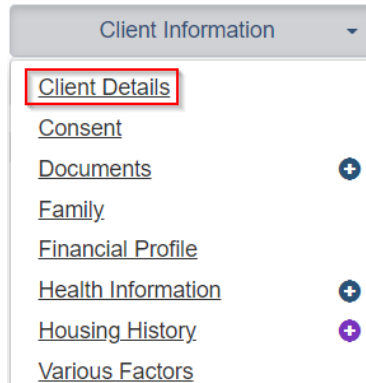 Client Information
Client Details
Consent
Documents
Family
Financial Profile
Health Information
Housing History
Various Factors